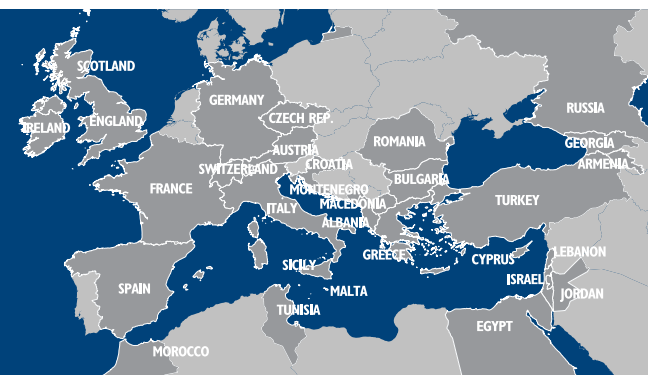 SCOTLAND
IRELAND
ENGLAND
GERMANY
CZECH REP.
AUSTRIA
SWITZERLAND
FRANCE
CROATIA
ROMANIA
RUSSIA
GEORGIA
ARMENIA
MONTENEGRO
BULGARIA
MACEDONIA
ITALY
ALBANIA
TURKEY
GREECE
SICILY
CYPRUS
LEBANON
ISRAEL
JORDAN
SPAIN
MALTA
TUNISIA
EGYPT
MOROCCO